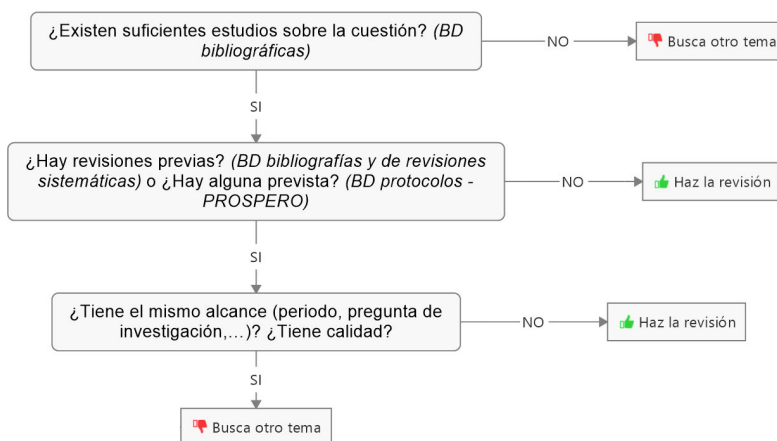 ¿Existen suficientes estudios sobre la cuestión? (BD
bibliográficas)
NO
Busca otro tema
SI
¿Hay revisiones previas? (BD bibliografías y de revisiones
sistemáticas) o ¿Hay alguna prevista? (BD protocolos -
PROSPERO)
NO
Haz la revisión
SI
¿Tiene el mismo alcance (periodo, pregunta de
investigación,...)? ¿Tiene calidad?
NO
Haz la revisión
SI
Busca otro tema